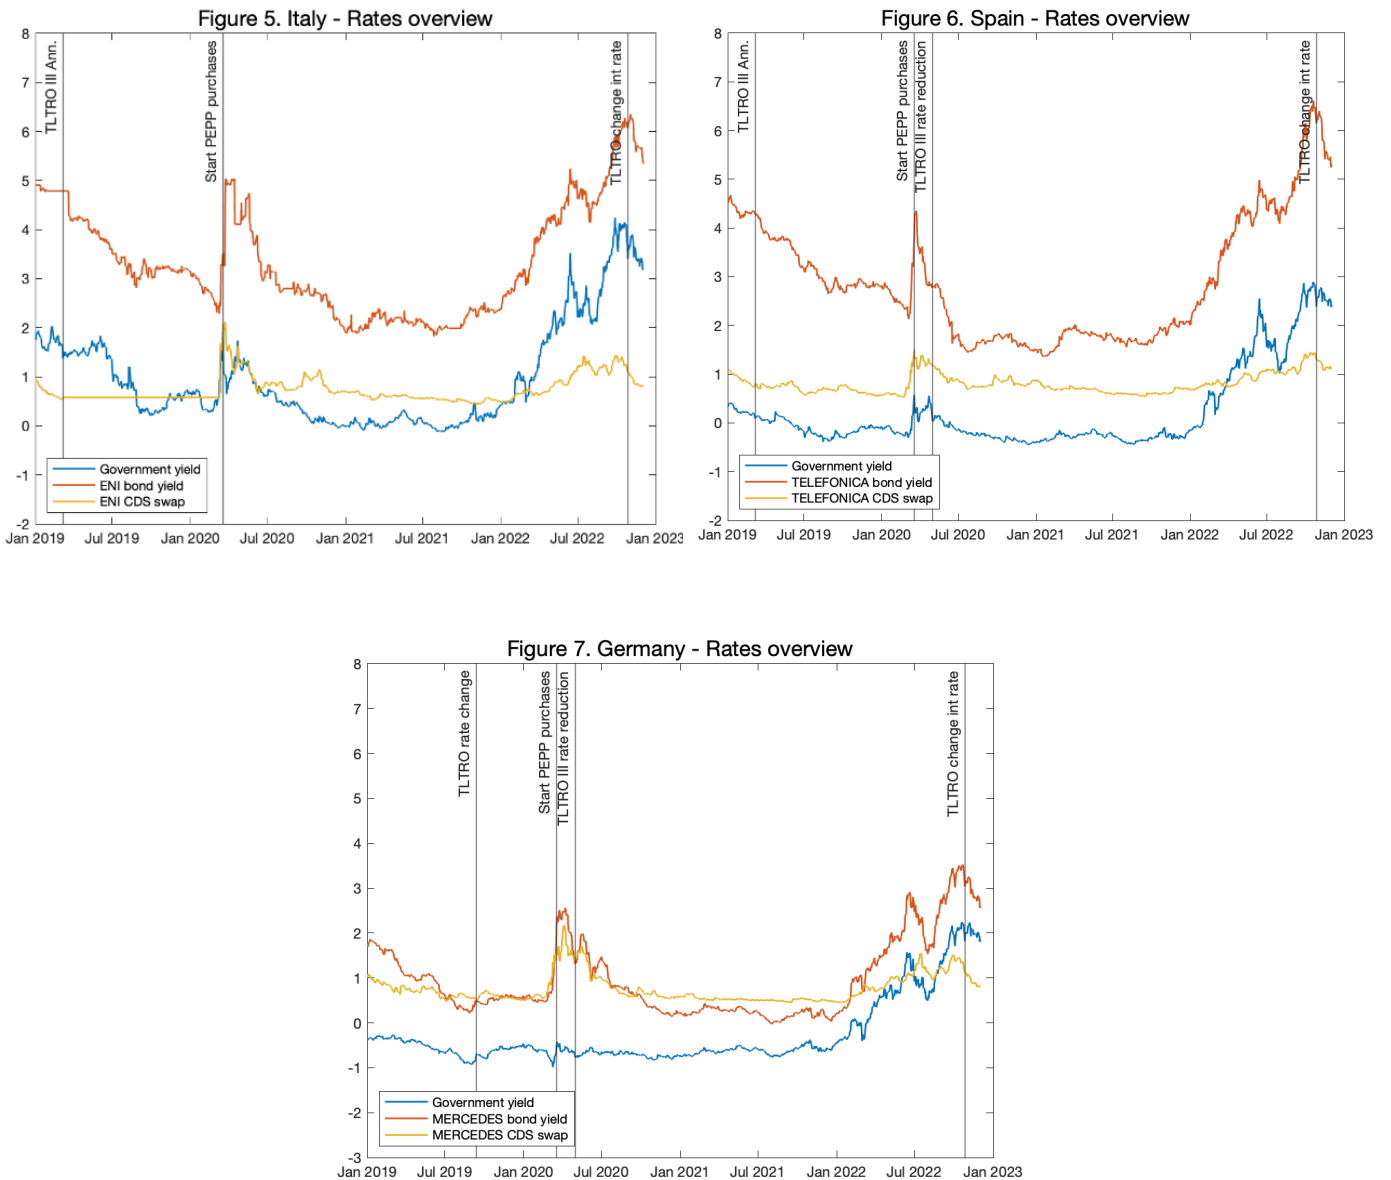 Figure 5. Italy - Rates overview
8
7
6
5
4
3
2
1
0
-1
-2
TLTRO III Ann.
Start PEPP purchases
TLTRO change int rate
Government yield
ENI bond yield
ENI CDS swap
Jan 2019 Jul 2019 Jan 2020 Jul 2020 Jan 2021 Jul 2021 Jan 2022 Jul 2022 Jan 2023
Figure 6. Spain - Rates overview
8
7
6
5
4
3
2
1
0
-1
-2
TLTRO III Ann.
Start PEPP purchases
TLTRO III rate reduction
TLTRO change int rate
Government yield
TELEFONICA bond yield
TELEFONICA CDS swap
Jan 2019 Jul 2019 Jan 2020 Jul 2020 Jan 2021 Jul 2021 Jan 2022 Jul 2022 Jan 2023
Figure 7. Germany - Rates overview
8
7
6
5
4
3
2
1
0
-1
-2
-3
TLTRO rate change
Start PEPP purchases
TLTRO III rate reduction
TLTRO change int rate
Government yield
MERCEDES bond yield
MERCEDES CDS swap
Jan 2019 Jul 2019 Jan 2020 Jul 2020 Jan 2021 Jul 2021 Jan 2022 Jul 2022 Jan 2023